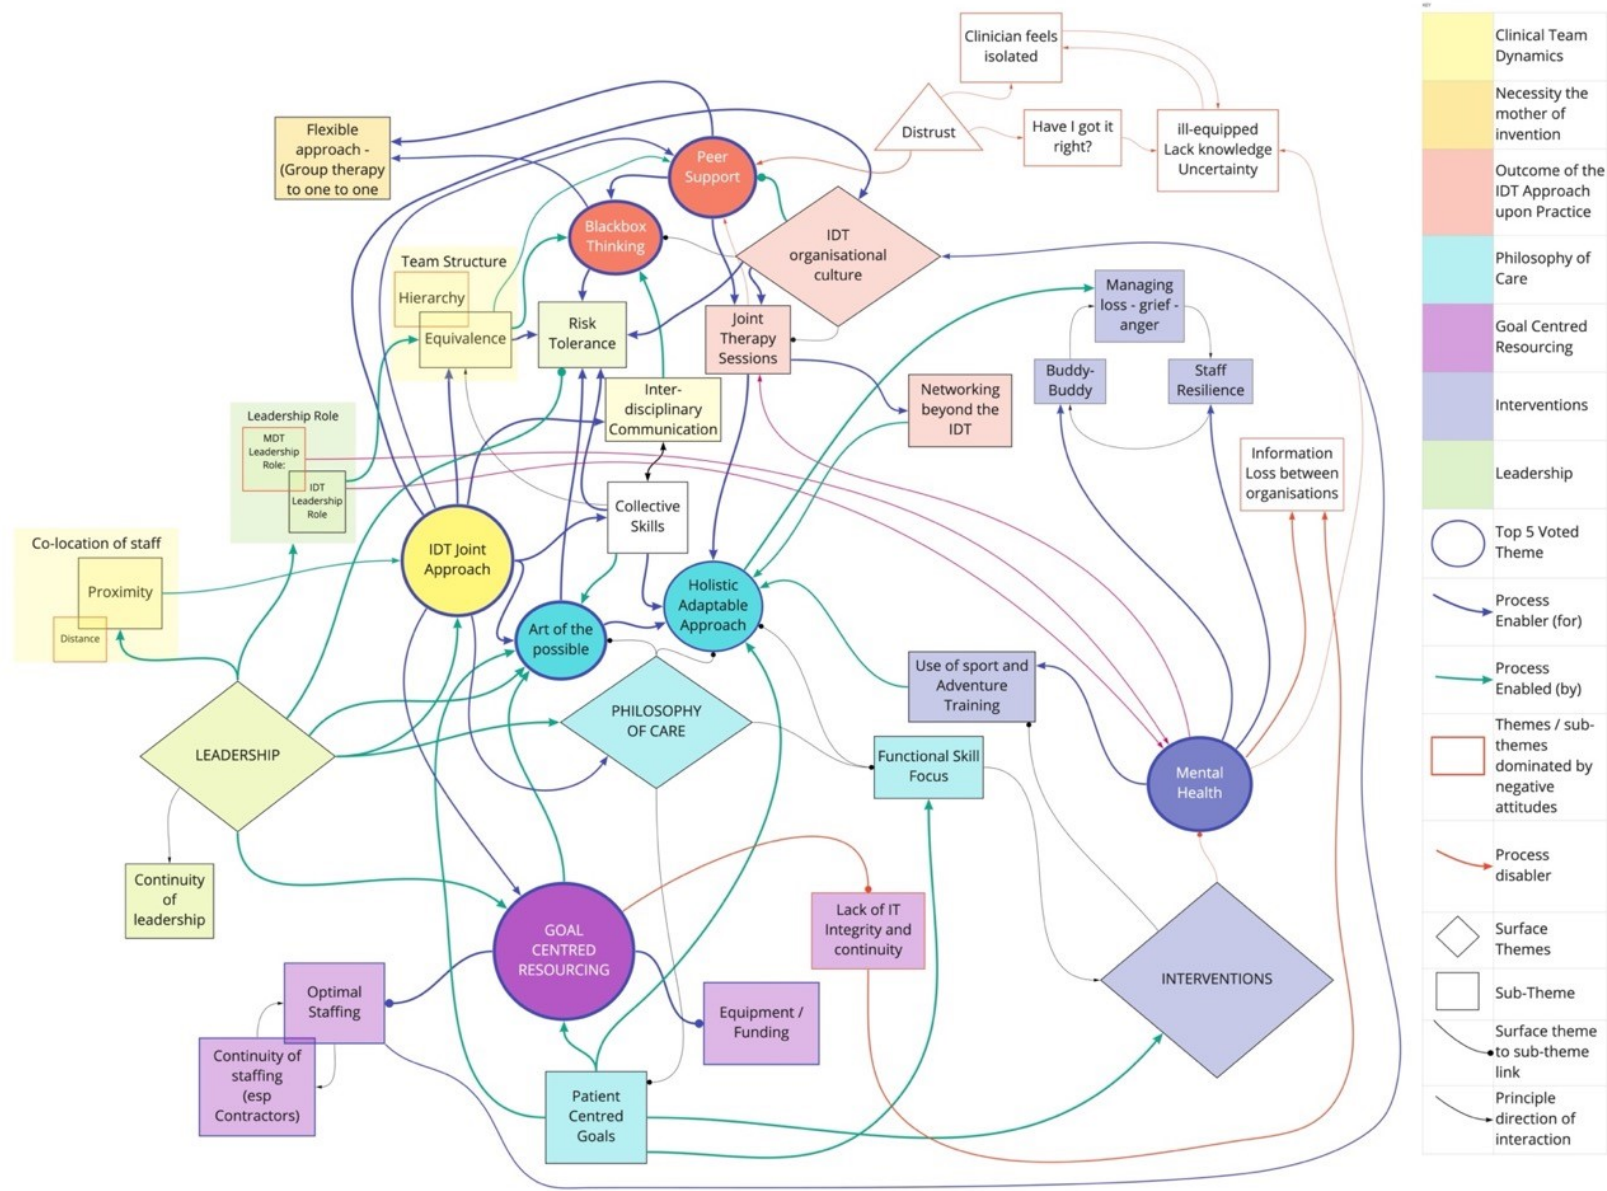 Clinician feels
isolated
Distrust
Have I got it
right?
ill-equipped
Lack knowledge
Uncertainty
Flexible
approach -
(Group therapy
to one to one
Peer
Support
Blackbox
Thinking
IDT
organisational
culture
Team Structure
Hierarchy
Equivalence
Risk
Tolerance
Joint
Therapy
Sessions
Managing
loss - grief -
anger
Buddy-
Buddy
Staff
Resilience
Inter-
disciplinary
Communication
Networking
beyond the
IDT
Leadership Role
MDT
Leadership
Role:
IDT
Leadership
Role
Information
Loss between
organisations
Collective
Skills
Co-location of staff
Proximity
Distance
IDT Joint
Approach
Art of the
possible
Holistic
Adaptable
Approach
Use of sport and
Adventure
Training
PHILOSOPHY
OF CARE
LEADERSHIP
Functional Skill
Focus
Mental
Health
Continuity
of
leadership
GOAL
CENTRED
RESOURCING
Lack of IT
Integrity and
continuity
INTERVENTIONS
Optimal
Staffing
Equipment /
Funding
Continuity of
staffing
(esp
Contractors)
Patient
Centred
Goals
KEY
Clinical Team
Dynamics
Necessity the
mother of
invention
Outcome of the
IDT Approach
upon Practice
Philosophy of
Care
Goal Centred
Resourcing
Interventions
Leadership
Top 5 Voted
Theme
Process
Enabler (for)
Process
Enabled (by)
Themes / sub-
themes
dominated by
negative
attitudes
Process
disabler
Surface
Themes
Sub-Theme
Surface theme
to sub-theme
link
Principle
direction of
interaction